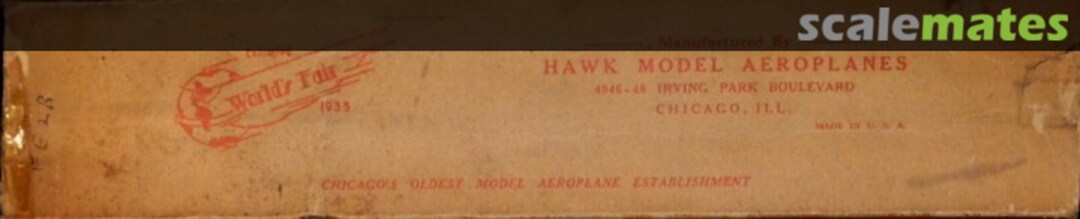 scalemates
Manufactured By
HAWK MODEL AEROPLANES
4946-48 IRVING PARK BOULEVARD
CHICAGO, ILL.
MADE IN U. S. A.
World's Fair
CHICAGO'S OLDEST MODEL AEROPLANE ESTABLISHMENT